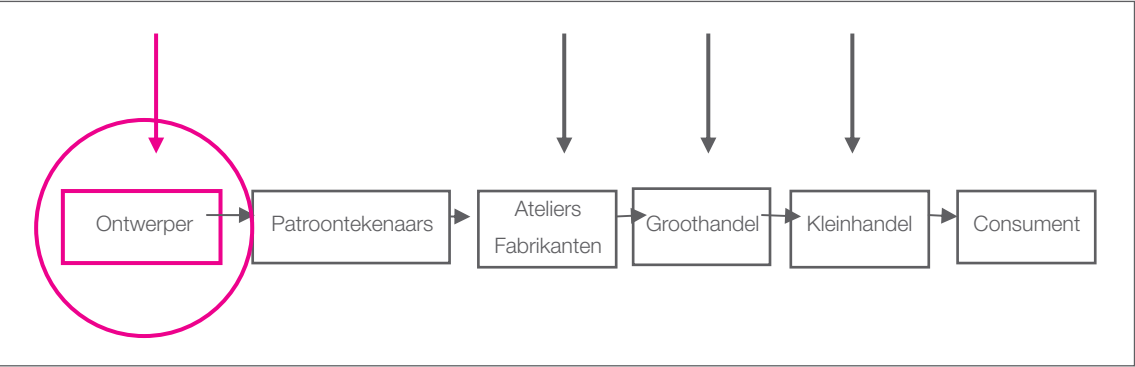 Ontwerper
Patroontekenaars
Ateliers
Fabrikanten
Groothandel
Kleinhandel
Consument